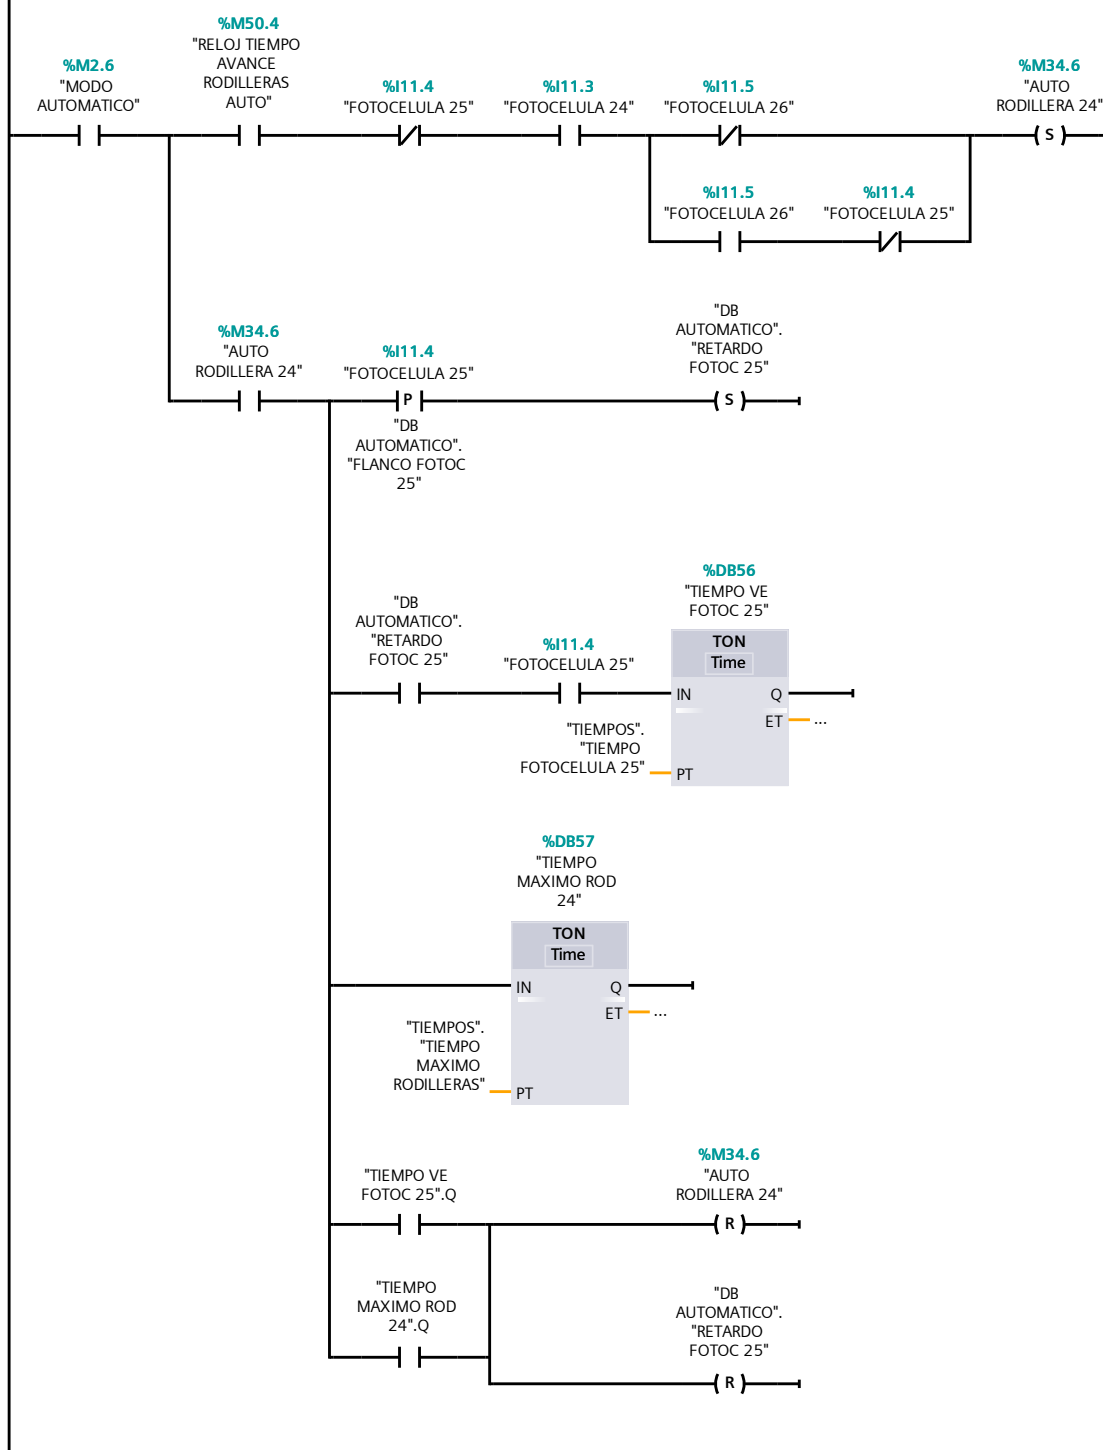 %M50.4
"RELOJ TIEMPO
AVANCE
RODILLERAS
AUTO"
%M2.6
"MODO
AUTOMATICO"
%I11.4
"FOTOCELULA 25"
%I11.3
"FOTOCELULA 24"
%I11.5
"FOTOCELULA 26"
%M34.6
"AUTO
RODILLERA 24"
S
%I11.5
"FOTOCELULA 26"
%I11.4
"FOTOCELULA 25"
%M34.6
"AUTO
RODILLERA 24"
%I11.4
"FOTOCELULA 25"
P
"DB
AUTOMATICO".
"FLANCO FOTOC
25"
"DB
AUTOMATICO".
"RETARDO
FOTOC 25"
S
"DB
AUTOMATICO".
"RETARDO
FOTOC 25"
%I11.4
"FOTOCELULA 25"
%DB56
"TIEMPO VE
FOTOC 25"
TON
Time
IN Q
ET ...
"TIEMPOS".
"TIEMPO
FOTOCELULA 25"
PT
%DB57
"TIEMPO
MAXIMO ROD
24"
TON
Time
IN Q
ET ...
"TIEMPOS".
"TIEMPO
MAXIMO
RODILLERAS"
PT
"TIEMPO VE
FOTOC 25".Q
%M34.6
"AUTO
RODILLERA 24"
R
"TIEMPO
MAXIMO ROD
24".Q
"DB
AUTOMATICO".
"RETARDO
FOTOC 25"
R